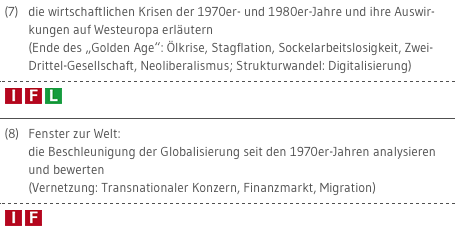 (7) die wirtschaftlichen Krisen der 1970er- und 1980er-Jahre und ihre Auswir-
kungen auf Westeuropa erläutern
(Ende des „Golden Age“: Ölkrise, Stagflation, Sockelarbeitslosigkeit, Zwei-
Drittel-Gesellschaft, Neoliberalismus; Strukturwandel: Digitalisierung)
I F L
(8) Fenster zur Welt:
die Beschleunigung der Globalisierung seit den 1970er-Jahren analysieren
und bewerten
(Vernetzung: Transnationaler Konzern, Finanzmarkt, Migration)
I F